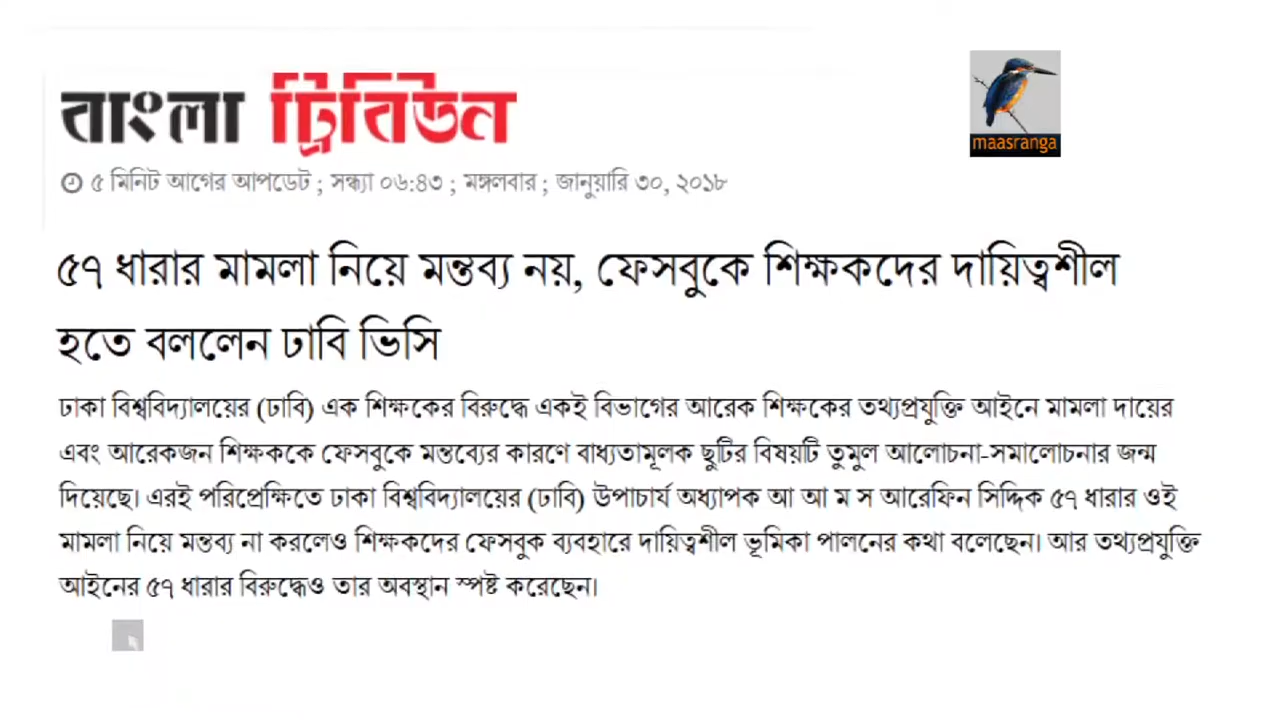 বাংলা ট্রিবিউন
maasranga
৫ মিনিট আগের আপডেট ; সন্ধ্যা ০৬:৪৩ ; মঙ্গলবার ; জানুয়ারি ৩০, ২০১৮
৫৭ ধারার মামলা নিয়ে মন্তব্য নয়, ফেসবুকে শিক্ষকদের দায়িত্বশীল
হতে বললেন ঢাবি ভিসি
ঢাকা বিশ্ববিদ্যালয়ের (ঢাবি) এক শিক্ষকের বিরুদ্ধে একই বিভাগের আরেক শিক্ষকের তথ্যপ্রযুক্তি আইনে মামলা দায়ের
এবং আরেকজন শিক্ষককে ফেসবুকে মন্তব্যের কারণে বাধ্যতামূলক ছুটির বিষয়টি তুমুল আলোচনা-সমালোচনার জন্ম
দিয়েছে। এরই পরিপ্রেক্ষিতে ঢাকা বিশ্ববিদ্যালয়ের (ঢাবি) উপাচার্য অধ্যাপক আ আ ম স আরেফিন সিদ্দিক ৫৭ ধারার ওই
মামলা নিয়ে মন্তব্য না করলেও শিক্ষকদের ফেসবুক ব্যবহারে দায়িত্বশীল ভূমিকা পালনের কথা বলেছেন। আর তথ্যপ্রযুক্তি
আইনের ৫৭ ধারার বিরুদ্ধেও তার অবস্থান স্পষ্ট করেছেন।